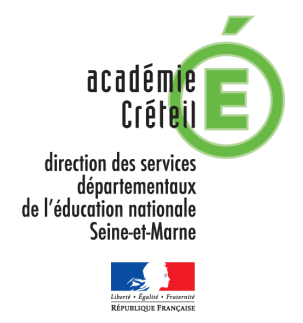 académie
Créteil
É
direction des services
départementaux
de l'éducation nationale
Seine-et-Marne
Liberté • Égalité • Fraternité
RÉPUBLIQUE FRANÇAISE